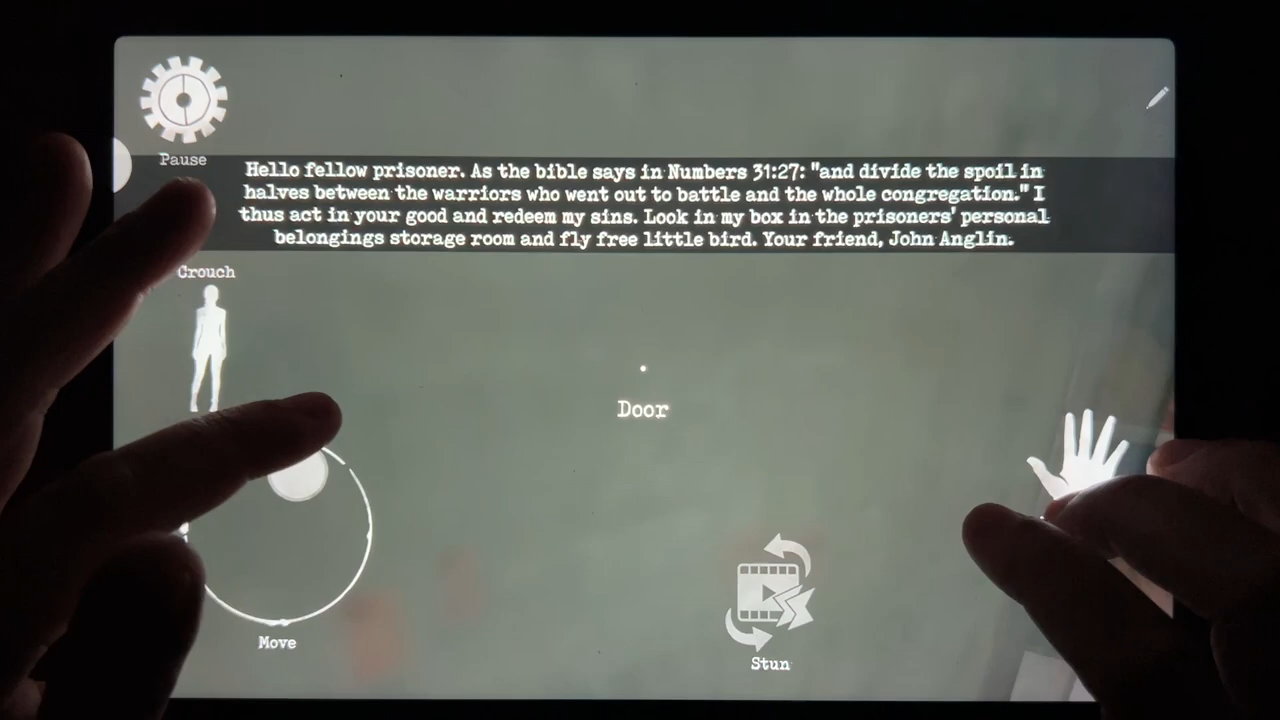 Pause
Hello fellow prisoner. As the bible says in Numbers 31:27: "and divide the spoil in
halves between the warriors who went out to battle and the whole congregation." I
thus act in your good and redeem my sins. Look in my box in the prisoners' personal
belongings storage room and fly free little bird. Your friend, John Anglin.
Crouch
Door
Move
Stun